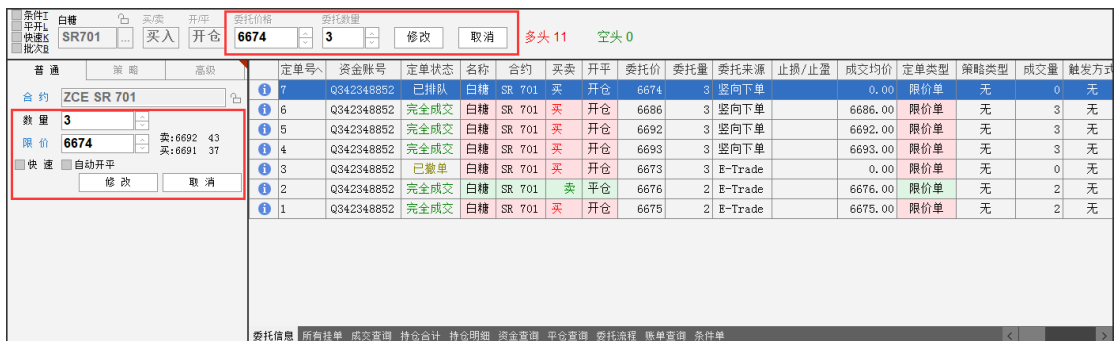 条件I 白糖 买/卖 开/平 委托价格 委托数量
平开L
快速K SR701 ... 买入 开仓 6674 3 修改 取消 多头 11 空头 0
批次B
普通 策略 高级
合约 ZCE SR 701
数量 3
限价 6674 卖:6692 43
买:6691 37
快速 自动开平
修改 取消
定单号 资金账号 定单状态 名称 合约 买卖 开平 委托价 委托量 委托来源 止损/止盈 成交均价 定单类型 策略类型 成交量 触发方式
7 Q342348852 已排队 白糖 SR 701 买 开仓 6674 3 竖向下单 0.00 限价单 无 0 无
6 Q342348852 完全成交 白糖 SR 701 买 开仓 6686 3 竖向下单 6686.00 限价单 无 3 无
5 Q342348852 完全成交 白糖 SR 701 买 开仓 6692 3 竖向下单 6692.00 限价单 无 3 无
4 Q342348852 完全成交 白糖 SR 701 买 开仓 6693 3 竖向下单 6693.00 限价单 无 3 无
3 Q342348852 已撤单 白糖 SR 701 买 开仓 6673 3 E-Trade 0.00 限价单 无 0 无
2 Q342348852 完全成交 白糖 SR 701 卖 平仓 6676 2 E-Trade 6676.00 限价单 无 2 无
1 Q342348852 完全成交 白糖 SR 701 买 开仓 6675 2 E-Trade 6675.00 限价单 无 2 无
委托信息 所有挂单 成交查询 持仓合计 持仓明细 资金查询 平仓查询 委托流程 账单查询 条件单